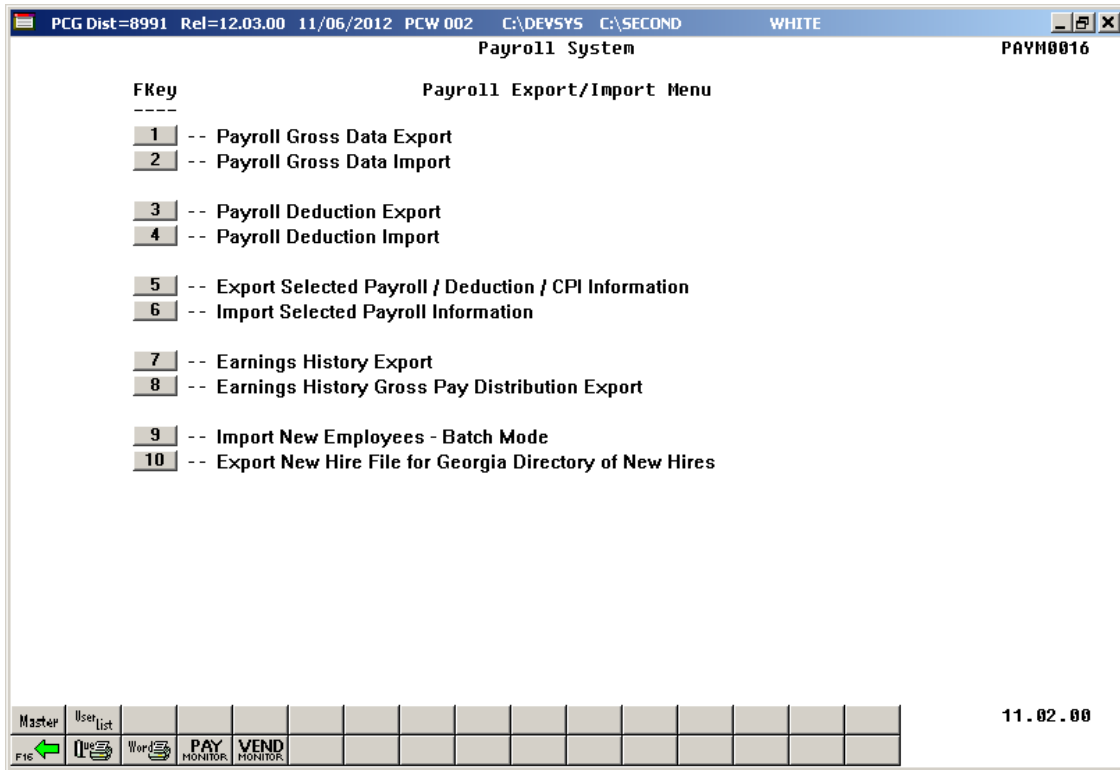 PCG Dist=8991 Rel=12.03.00 11/06/2012 PCW 002 C:\DEVSYS C:\SECOND WHITE
Payroll System PAYM0016
FKey Payroll Export/Import Menu
----
1 -- Payroll Gross Data Export
2 -- Payroll Gross Data Import
3 -- Payroll Deduction Export
4 -- Payroll Deduction Import
5 -- Export Selected Payroll / Deduction / CPI Information
6 -- Import Selected Payroll Information
7 -- Earnings History Export
8 -- Earnings History Gross Pay Distribution Export
9 -- Import New Employees - Batch Mode
10 -- Export New Hire File for Georgia Directory of New Hires
Master User List 11.02.00
F16 Que Word PAY MONITOR VEND MONITOR